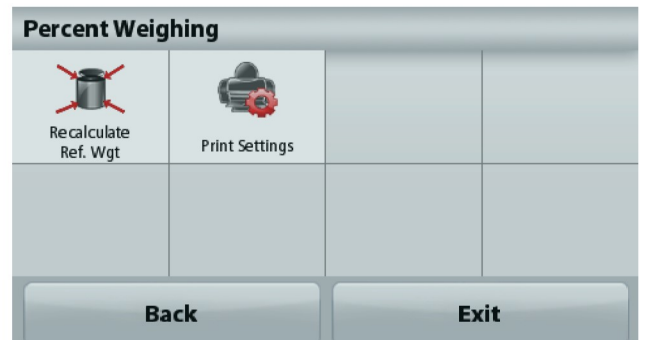 Percent Weighing
Recalculate
Ref. Wgt
Print Settings
Back
Exit